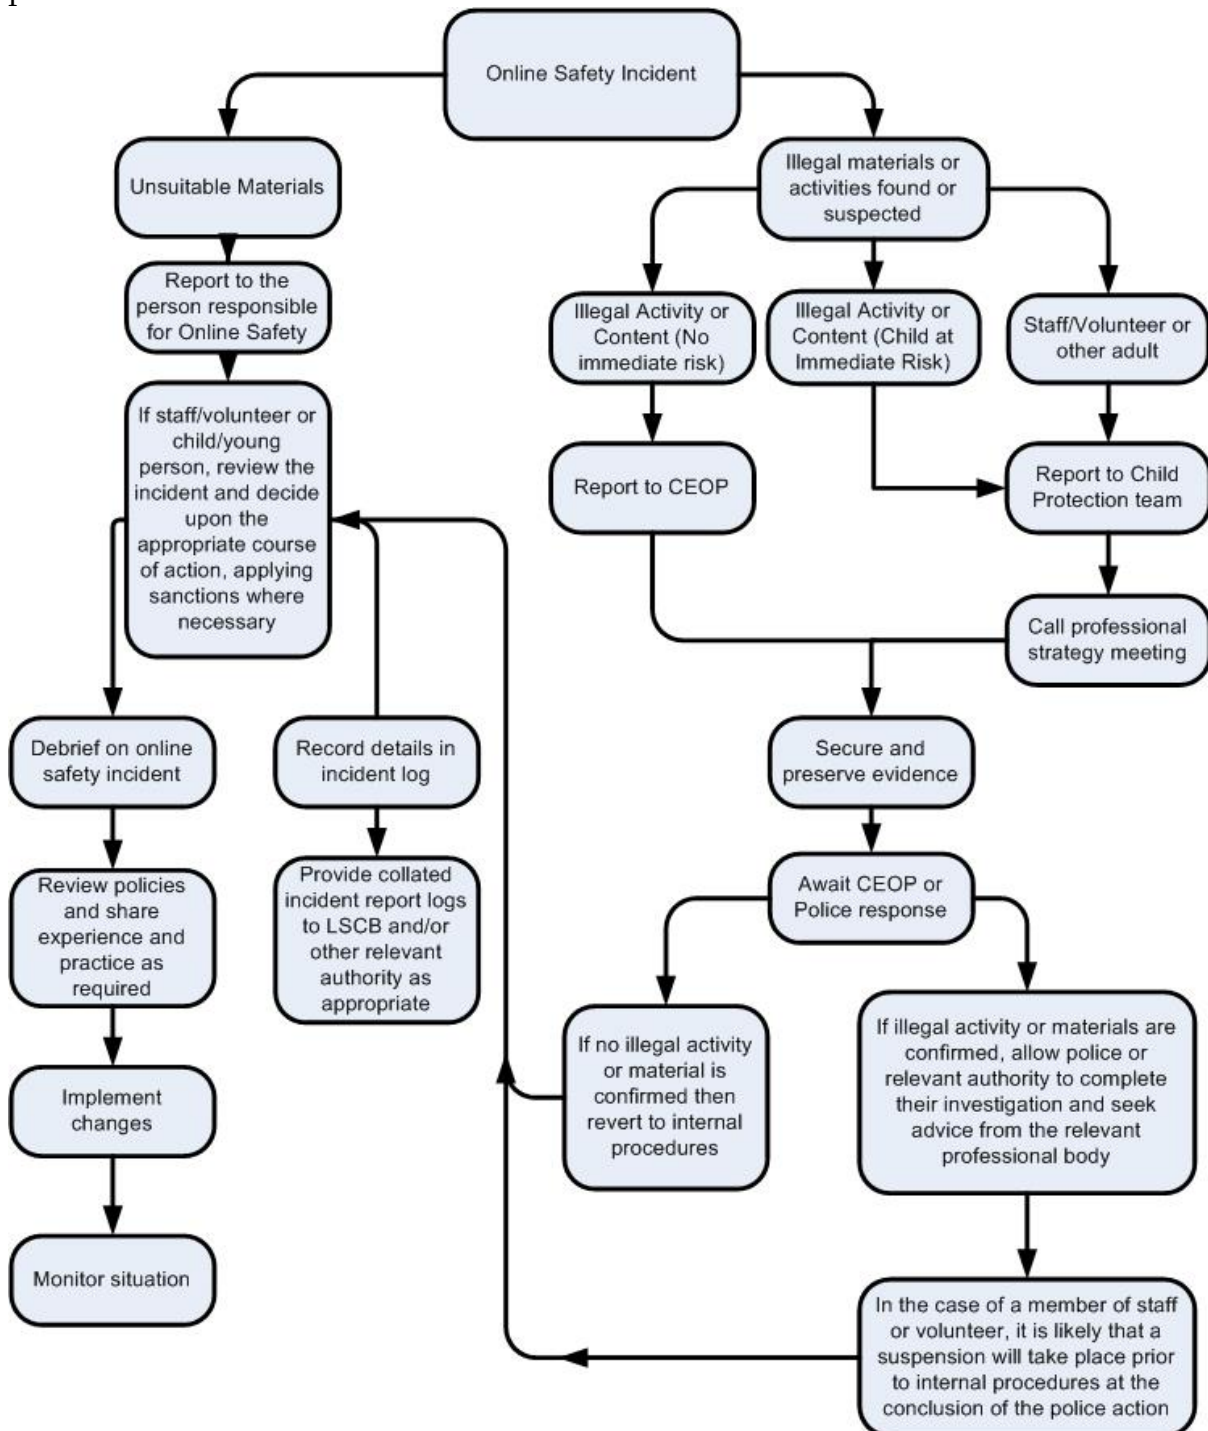 Online Safety Incident
Unsuitable Materials
Report to the
person responsible
for Online Safety
If staff/volunteer or
child/young
person, review the
incident and decide
upon the
appropriate course
of action, applying
sanctions where
necessary
Debrief on online
safety incident
Review policies
and share
experience and
practice as
required
Implement
changes
Monitor situation
Record details in
incident log
Provide collated
incident report logs
to LSCB and/or
other relevant
authority as
appropriate
Illegal materials or
activities found or
suspected
Illegal Activity or
Content (No
immediate risk)
Illegal Activity or
Content (Child at
Immediate Risk)
Staff/Volunteer or
other adult
Report to CEOP
Report to Child
Protection team
Call professional
strategy meeting
Secure and
preserve evidence
Await CEOP or
Police response
If no illegal activity
or material is
confirmed then
revert to internal
procedures
If illegal activity or materials are
confirmed, allow police or
relevant authority to complete
their investigation and seek
advice from the relevant
professional body
In the case of a member of staff
or volunteer, it is likely that a
suspension will take place prior
to internal procedures at the
conclusion of the police action